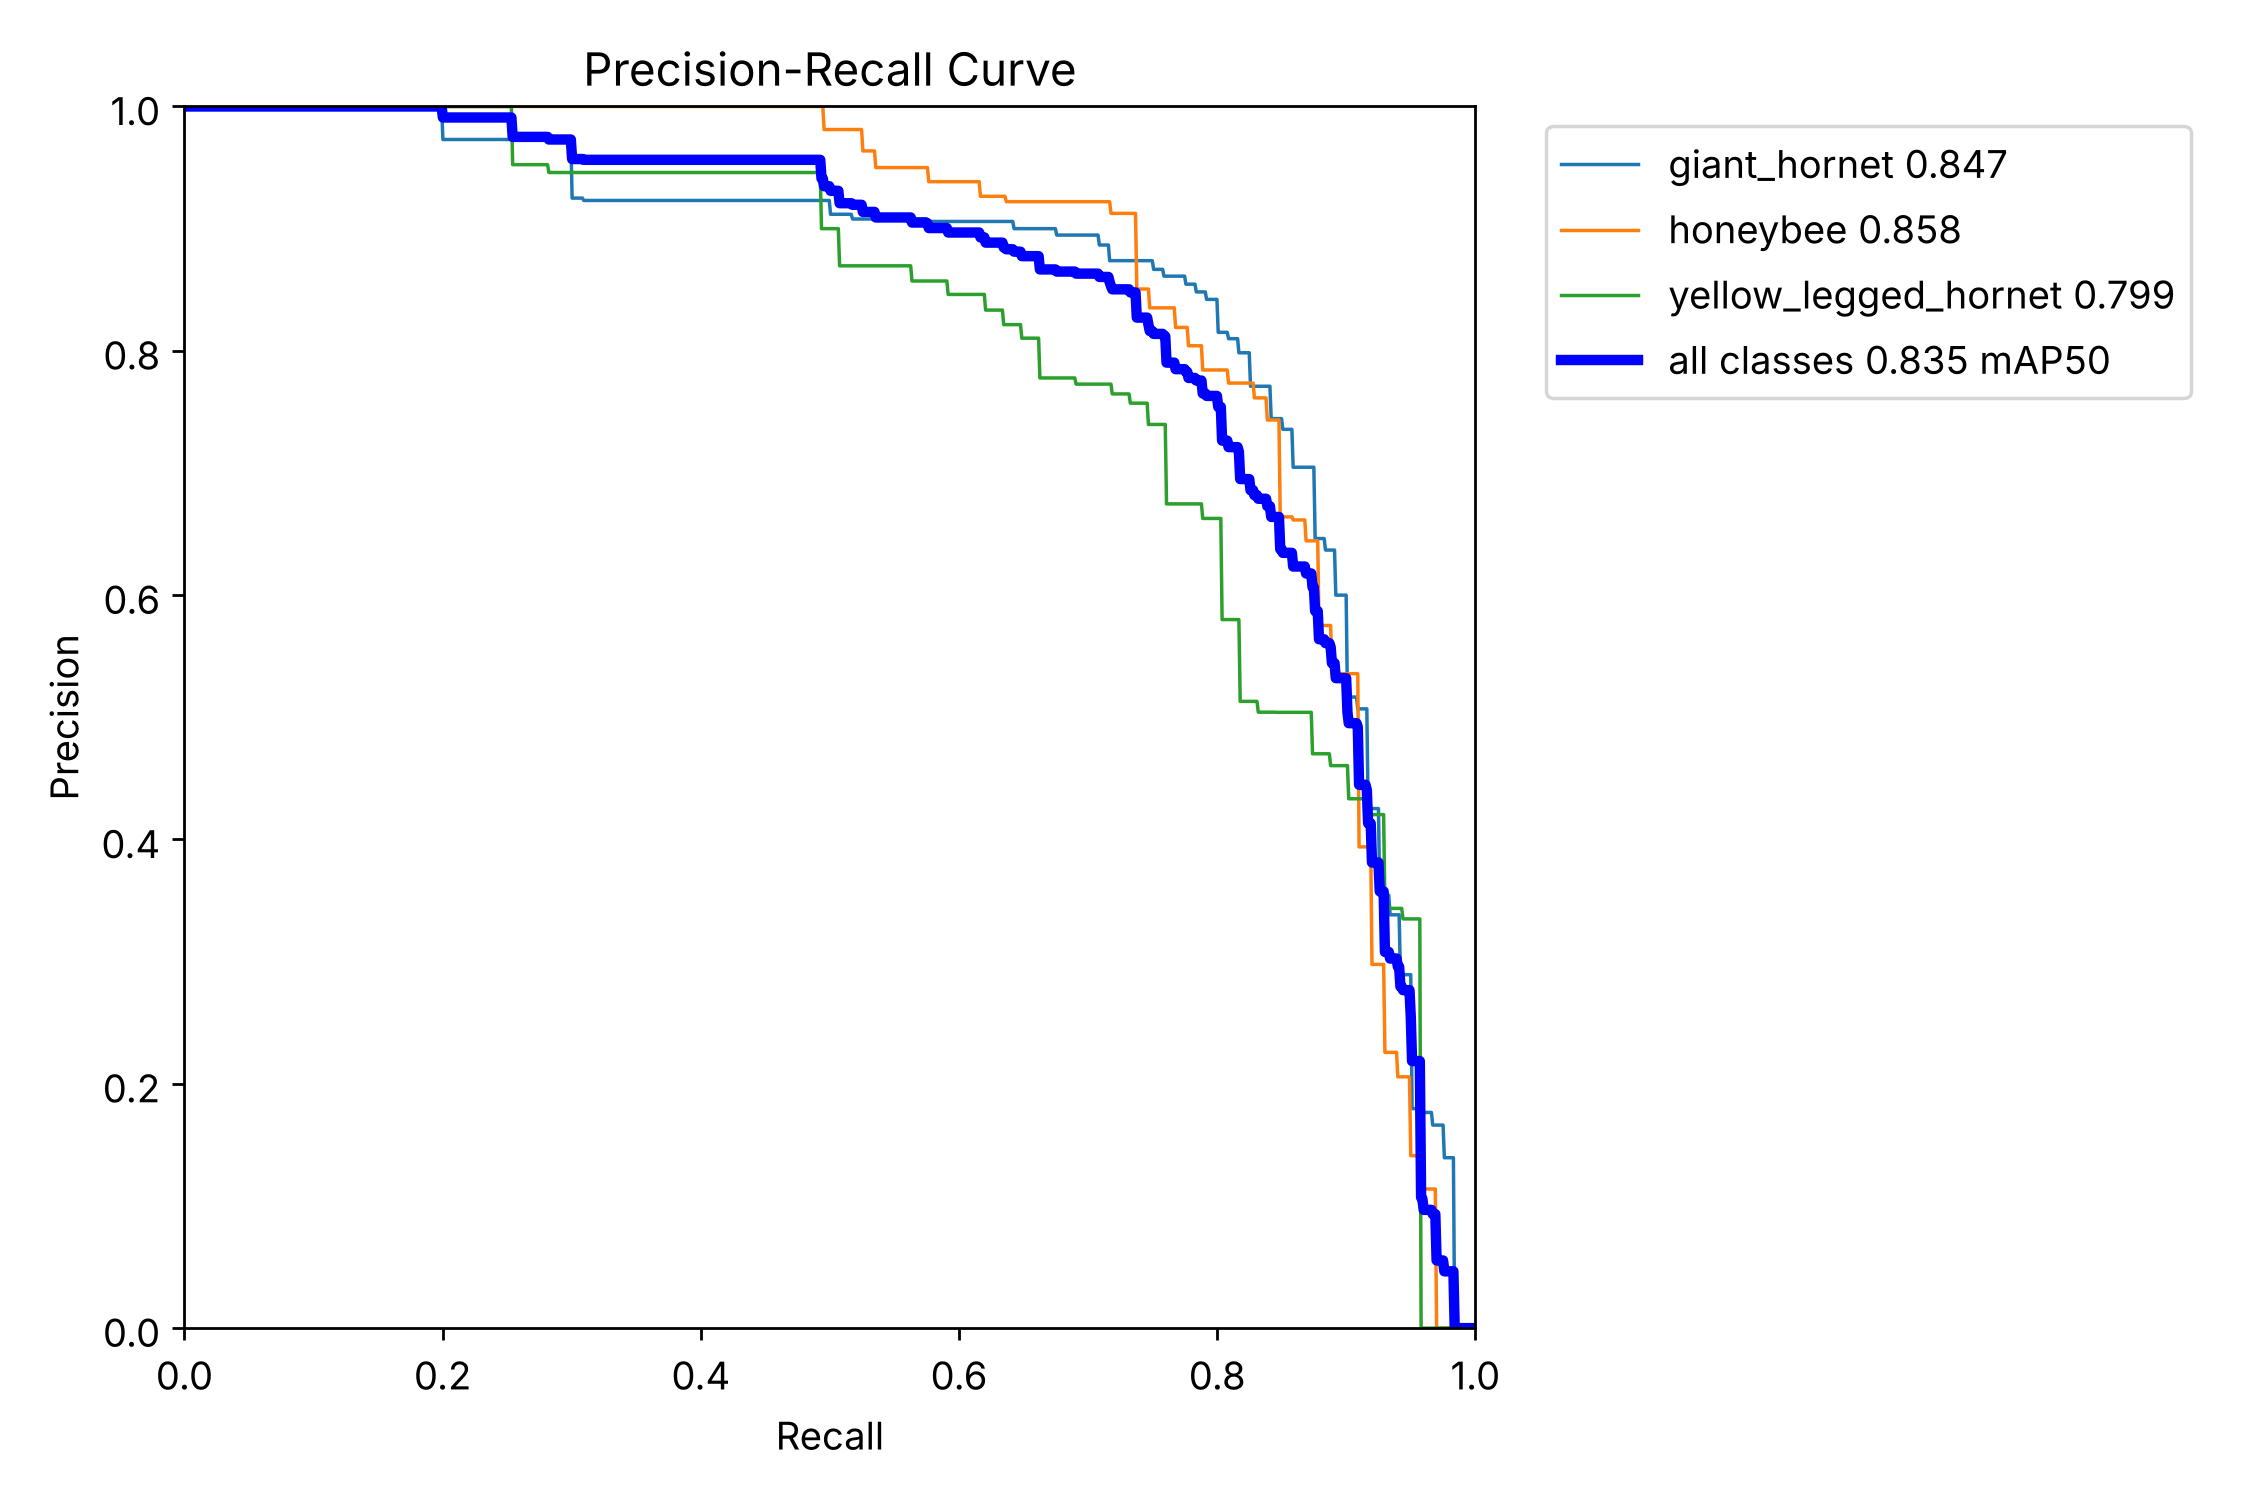 Precision-Recall Curve
1.0
0.8
0.6
0.4
0.2
0.0
Precision
0.0 0.2 0.4 0.6 0.8 1.0
Recall
giant_hornet 0.847
honeybee 0.858
yellow_legged_hornet 0.799
all classes 0.835 mAP50